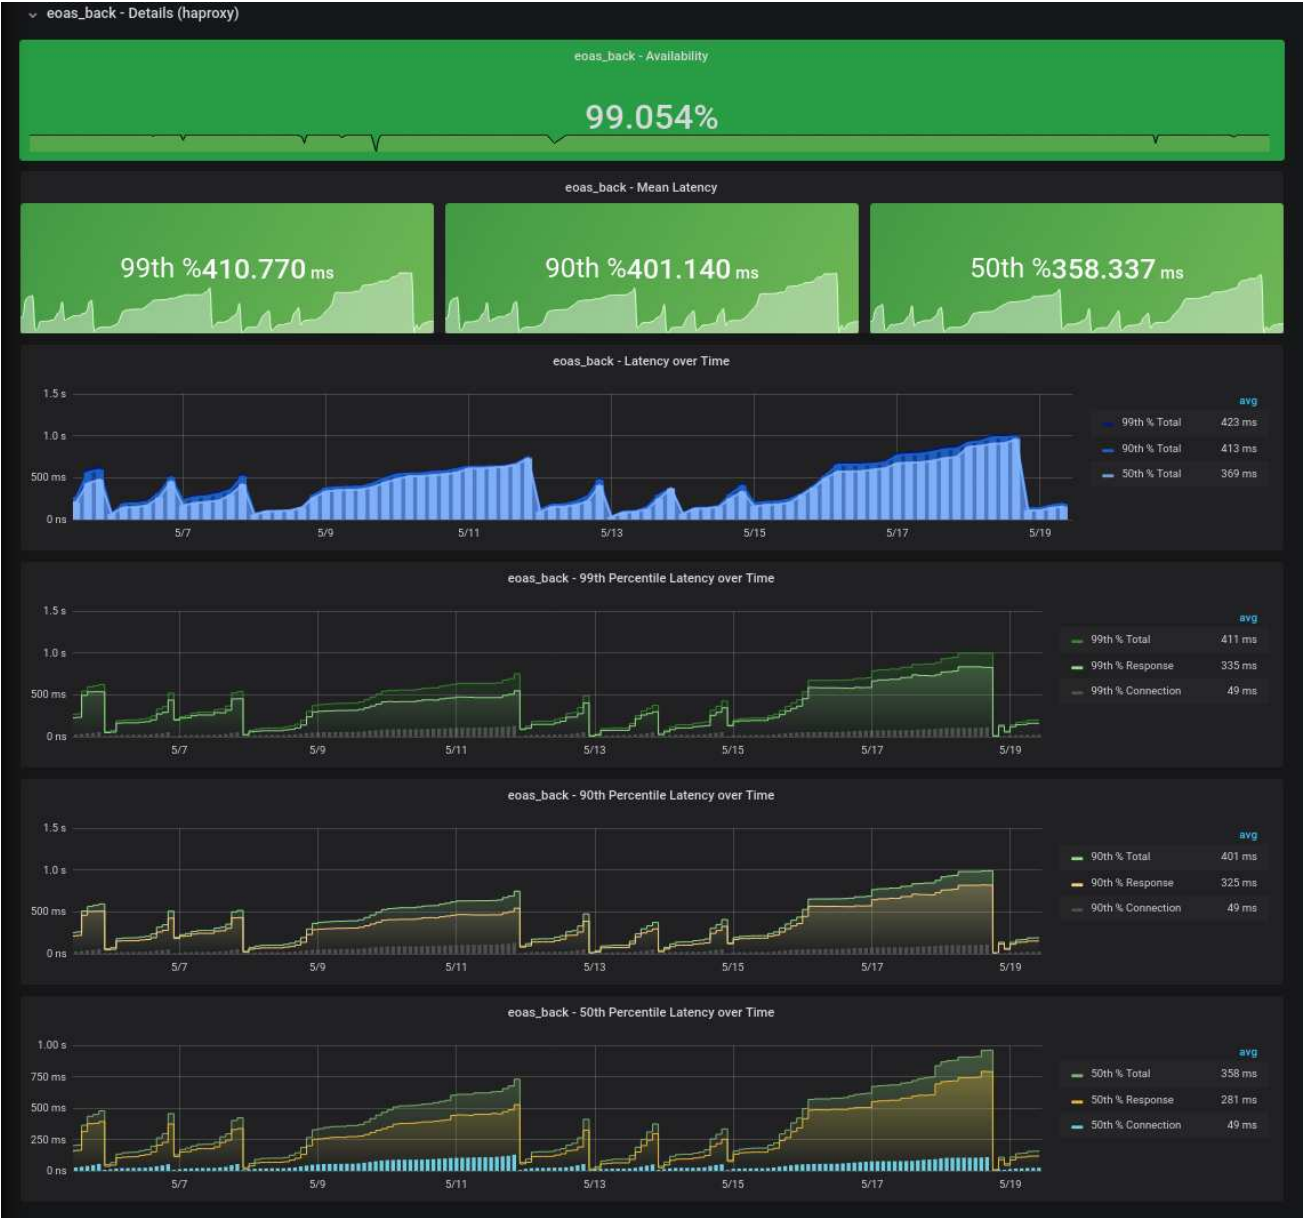 eoas_back - Details (haproxy)
eoas_back - Availability
99.054%
eoas_back - Mean Latency
99th %410.770 ms
90th %401.140 ms
50th %358.337 ms
eoas_back - Latency over Time
1.5 s
1.0 s
500 ms
0 ns
5/7 5/9 5/11 5/13 5/15 5/17 5/19
avg
99th % Total 423 ms
90th % Total 413 ms
50th % Total 369 ms
eoas_back - 99th Percentile Latency over Time
1.5 s
1.0 s
500 ms
0 ns
5/7 5/9 5/11 5/13 5/15 5/17 5/19
avg
99th % Total 411 ms
99th % Response 335 ms
99th % Connection 49 ms
eoas_back - 90th Percentile Latency over Time
1.5 s
1.0 s
500 ms
0 ns
5/7 5/9 5/11 5/13 5/15 5/17 5/19
avg
90th % Total 401 ms
90th % Response 325 ms
90th % Connection 49 ms
eoas_back - 50th Percentile Latency over Time
1.00 s
750 ms
500 ms
250 ms
0 ns
5/7 5/9 5/11 5/13 5/15 5/17 5/19
avg
50th % Total 358 ms
50th % Response 281 ms
50th % Connection 49 ms